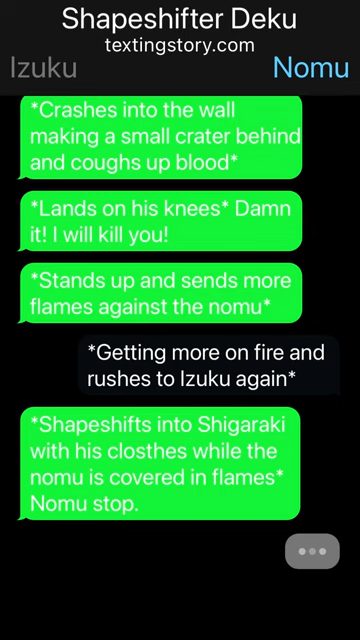 Shapeshifter Deku
textingstory.com
Izuku
Nomu
*Crashes into the wall
making a small crater behind
and coughs up blood*
*Lands on his knees* Damn
it! I will kill you!
*Stands up and sends more
flames against the nomu*
*Getting more on fire and
rushes to Izuku again*
*Shapeshifts into Shigaraki
with his closthes while the
nomu is covered in flames*
Nomu stop.